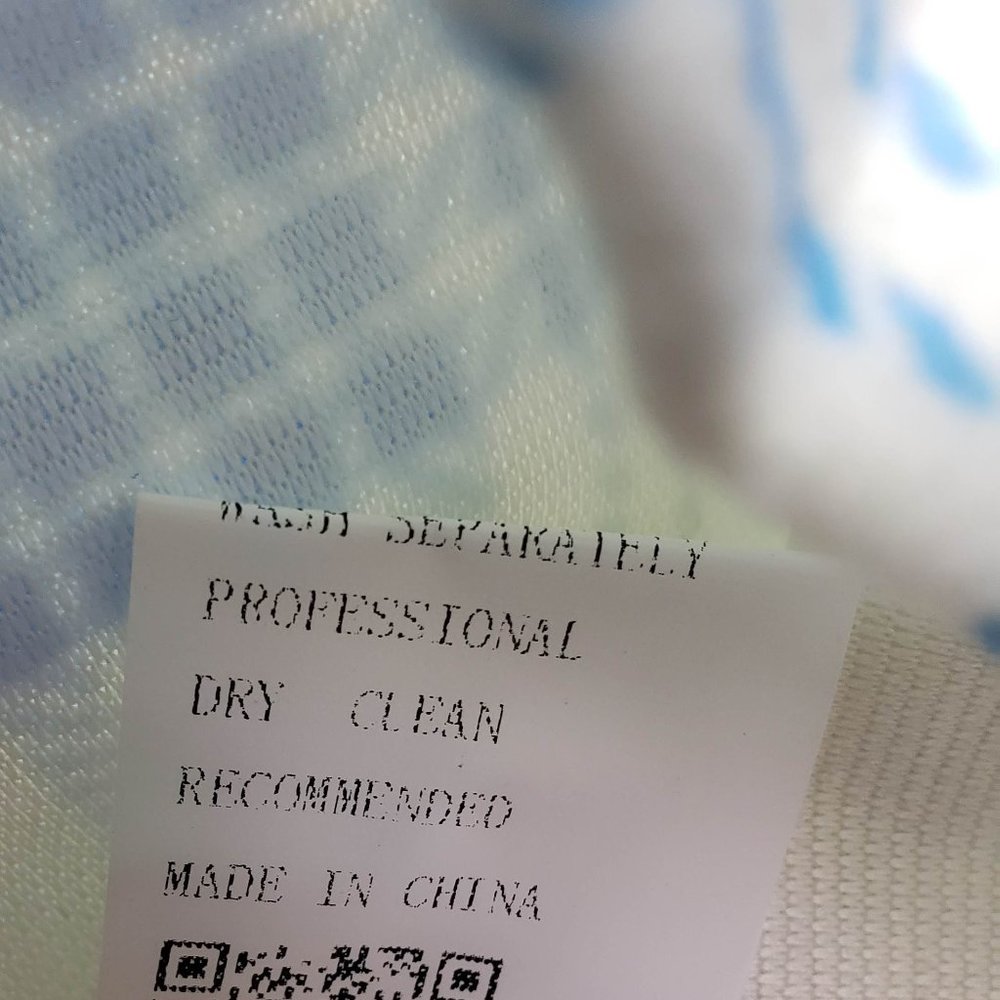 WASH SEPARATELY
PROFESSIONAL
DRY CLEAN
RECOMMENDED
MADE IN CHINA